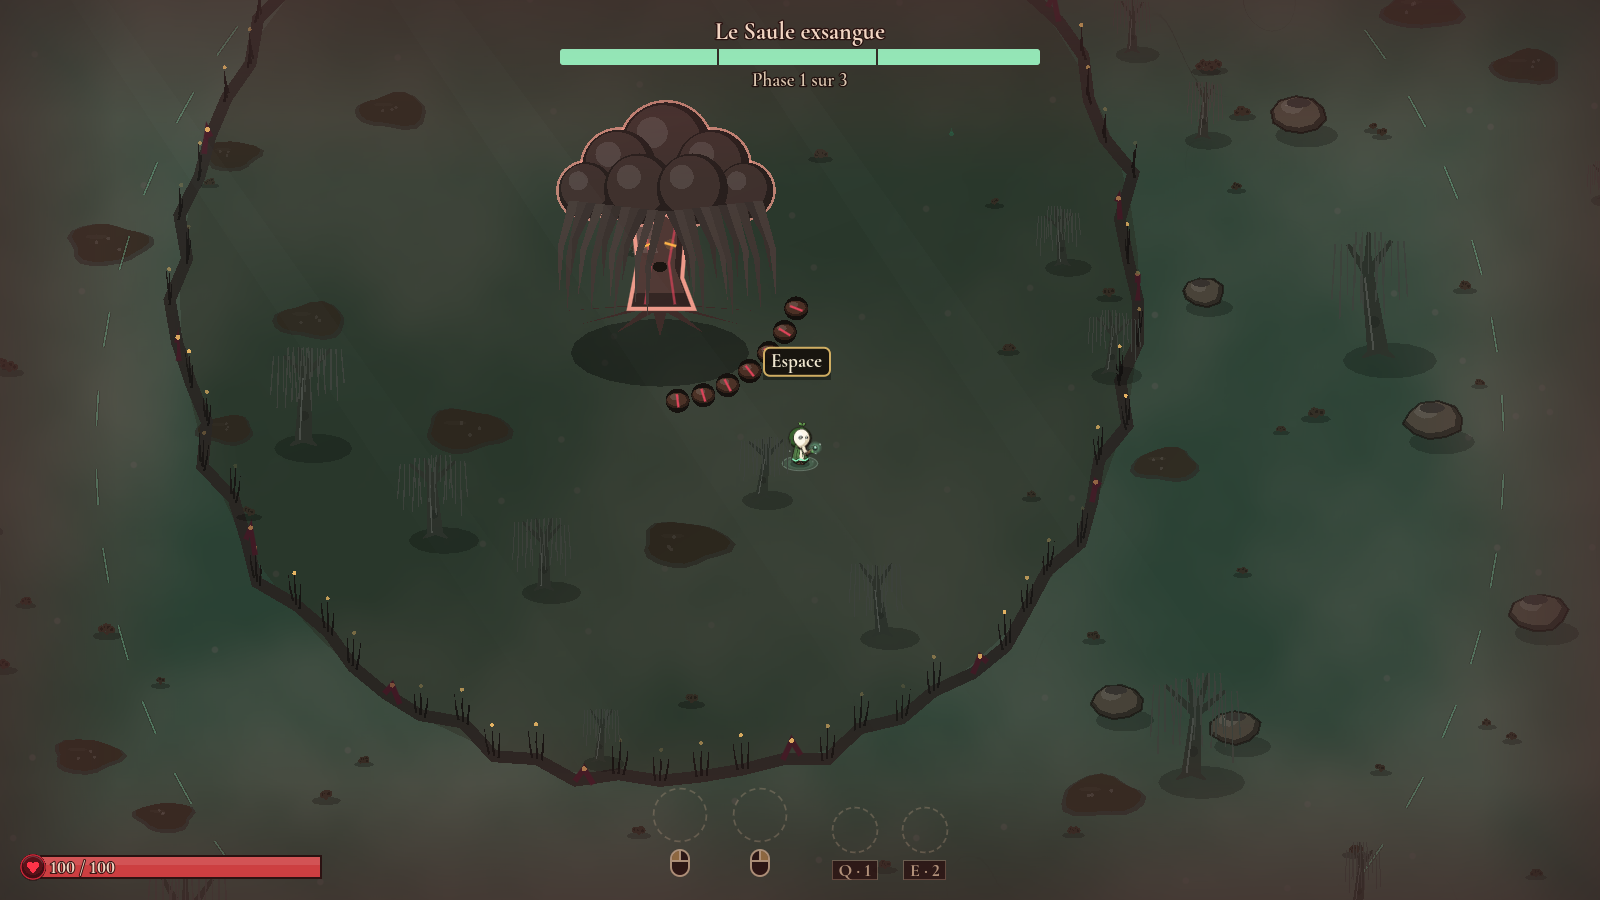 Le Saule exsangue
Phase 1 sur 3
Espace
100 / 100
Q · 1
E · 2